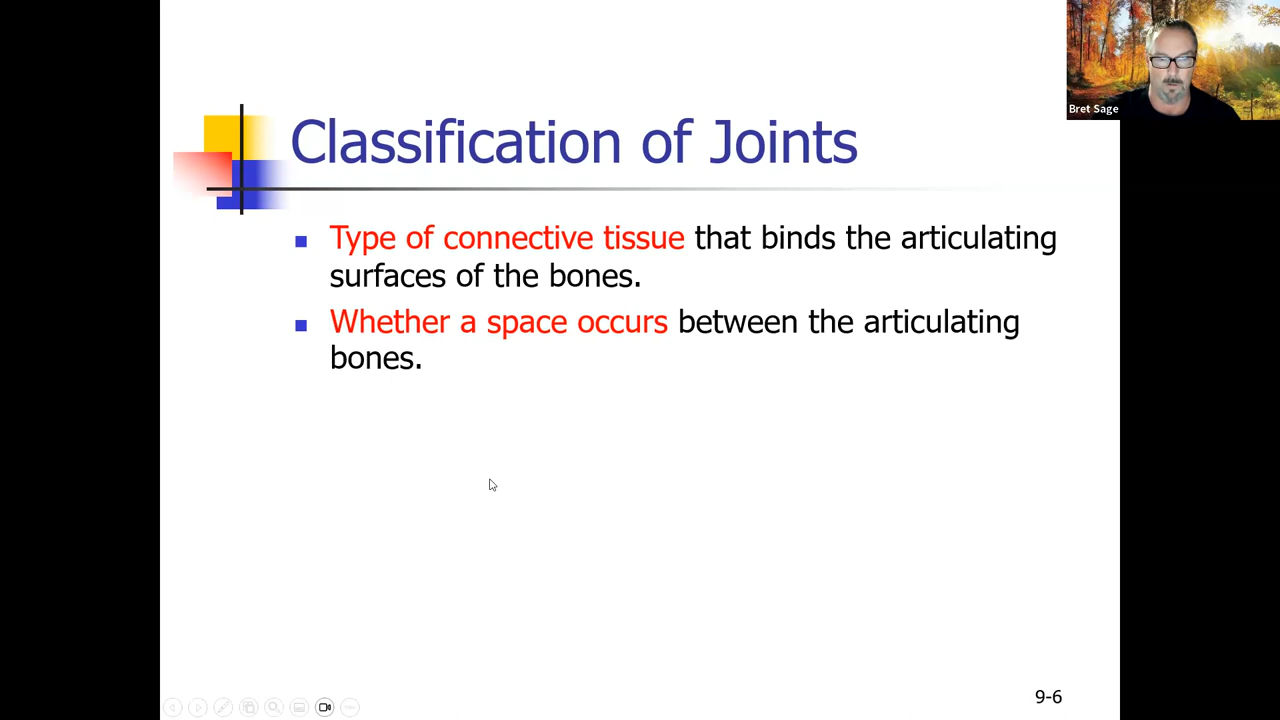 Bret Sage
Classification of Joints
Type of connective tissue that binds the articulating
surfaces of the bones.
Whether a space occurs between the articulating
bones.
9-6